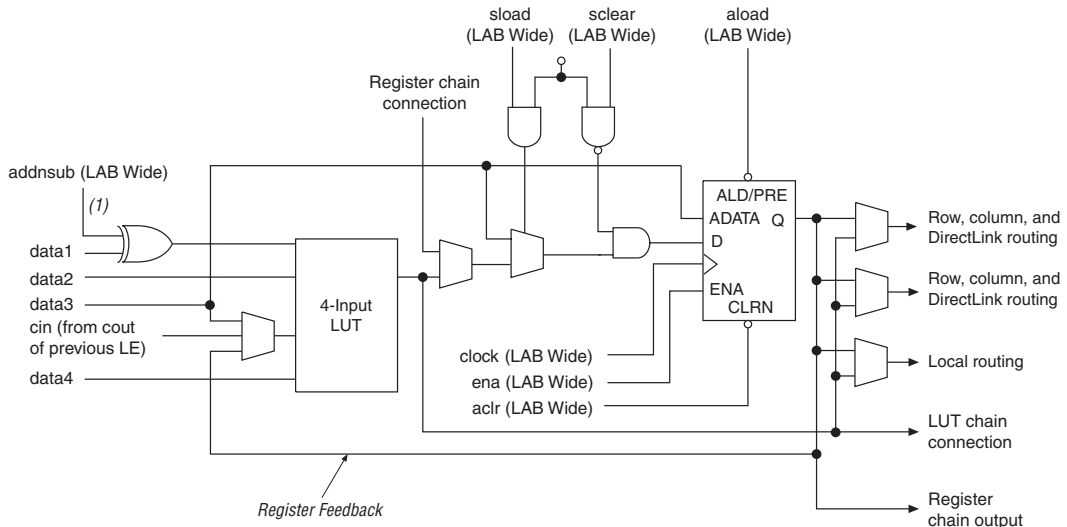 sload
(LAB Wide)
sclear
(LAB Wide)
aload
(LAB Wide)
Register chain
connection
addnsub (LAB Wide)
(1)
data1
data2
data3
cin (from cout
of previous LE)
data4
4-Input
LUT
ALD/PRE
ADATA
Q
D
ENA
CLRN
clock (LAB Wide)
ena (LAB Wide)
aclr (LAB Wide)
Row, column, and
DirectLink routing
Row, column, and
DirectLink routing
Local routing
LUT chain
connection
Register
chain output
Register Feedback